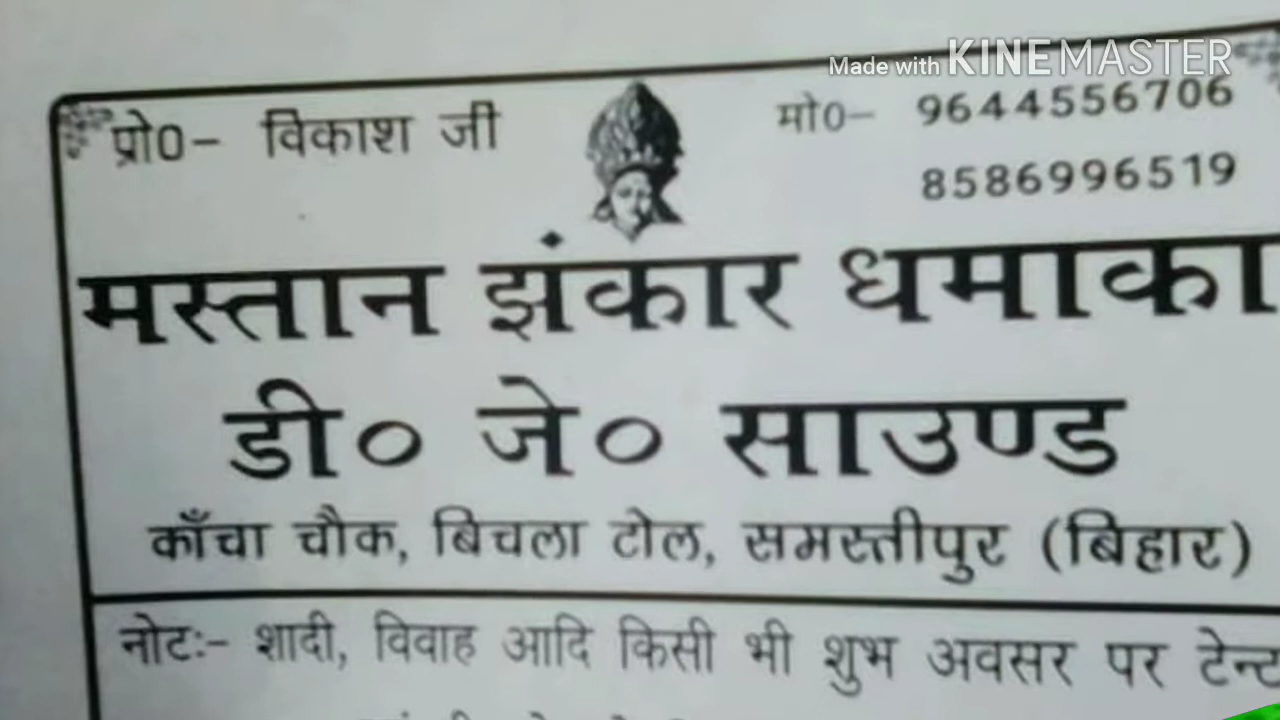 Made with KINEMASTER
प्रो0- विकाश जी मो0- 9644556706
8586996519
मस्तान झंकार धमाका
डी० जे० साउण्ड
काँचा चौक, बिचला टोल, समस्तीपुर (बिहार)
नोटः- शादी, विवाह आदि किसी भी शुभ अवसर पर टेन्ट